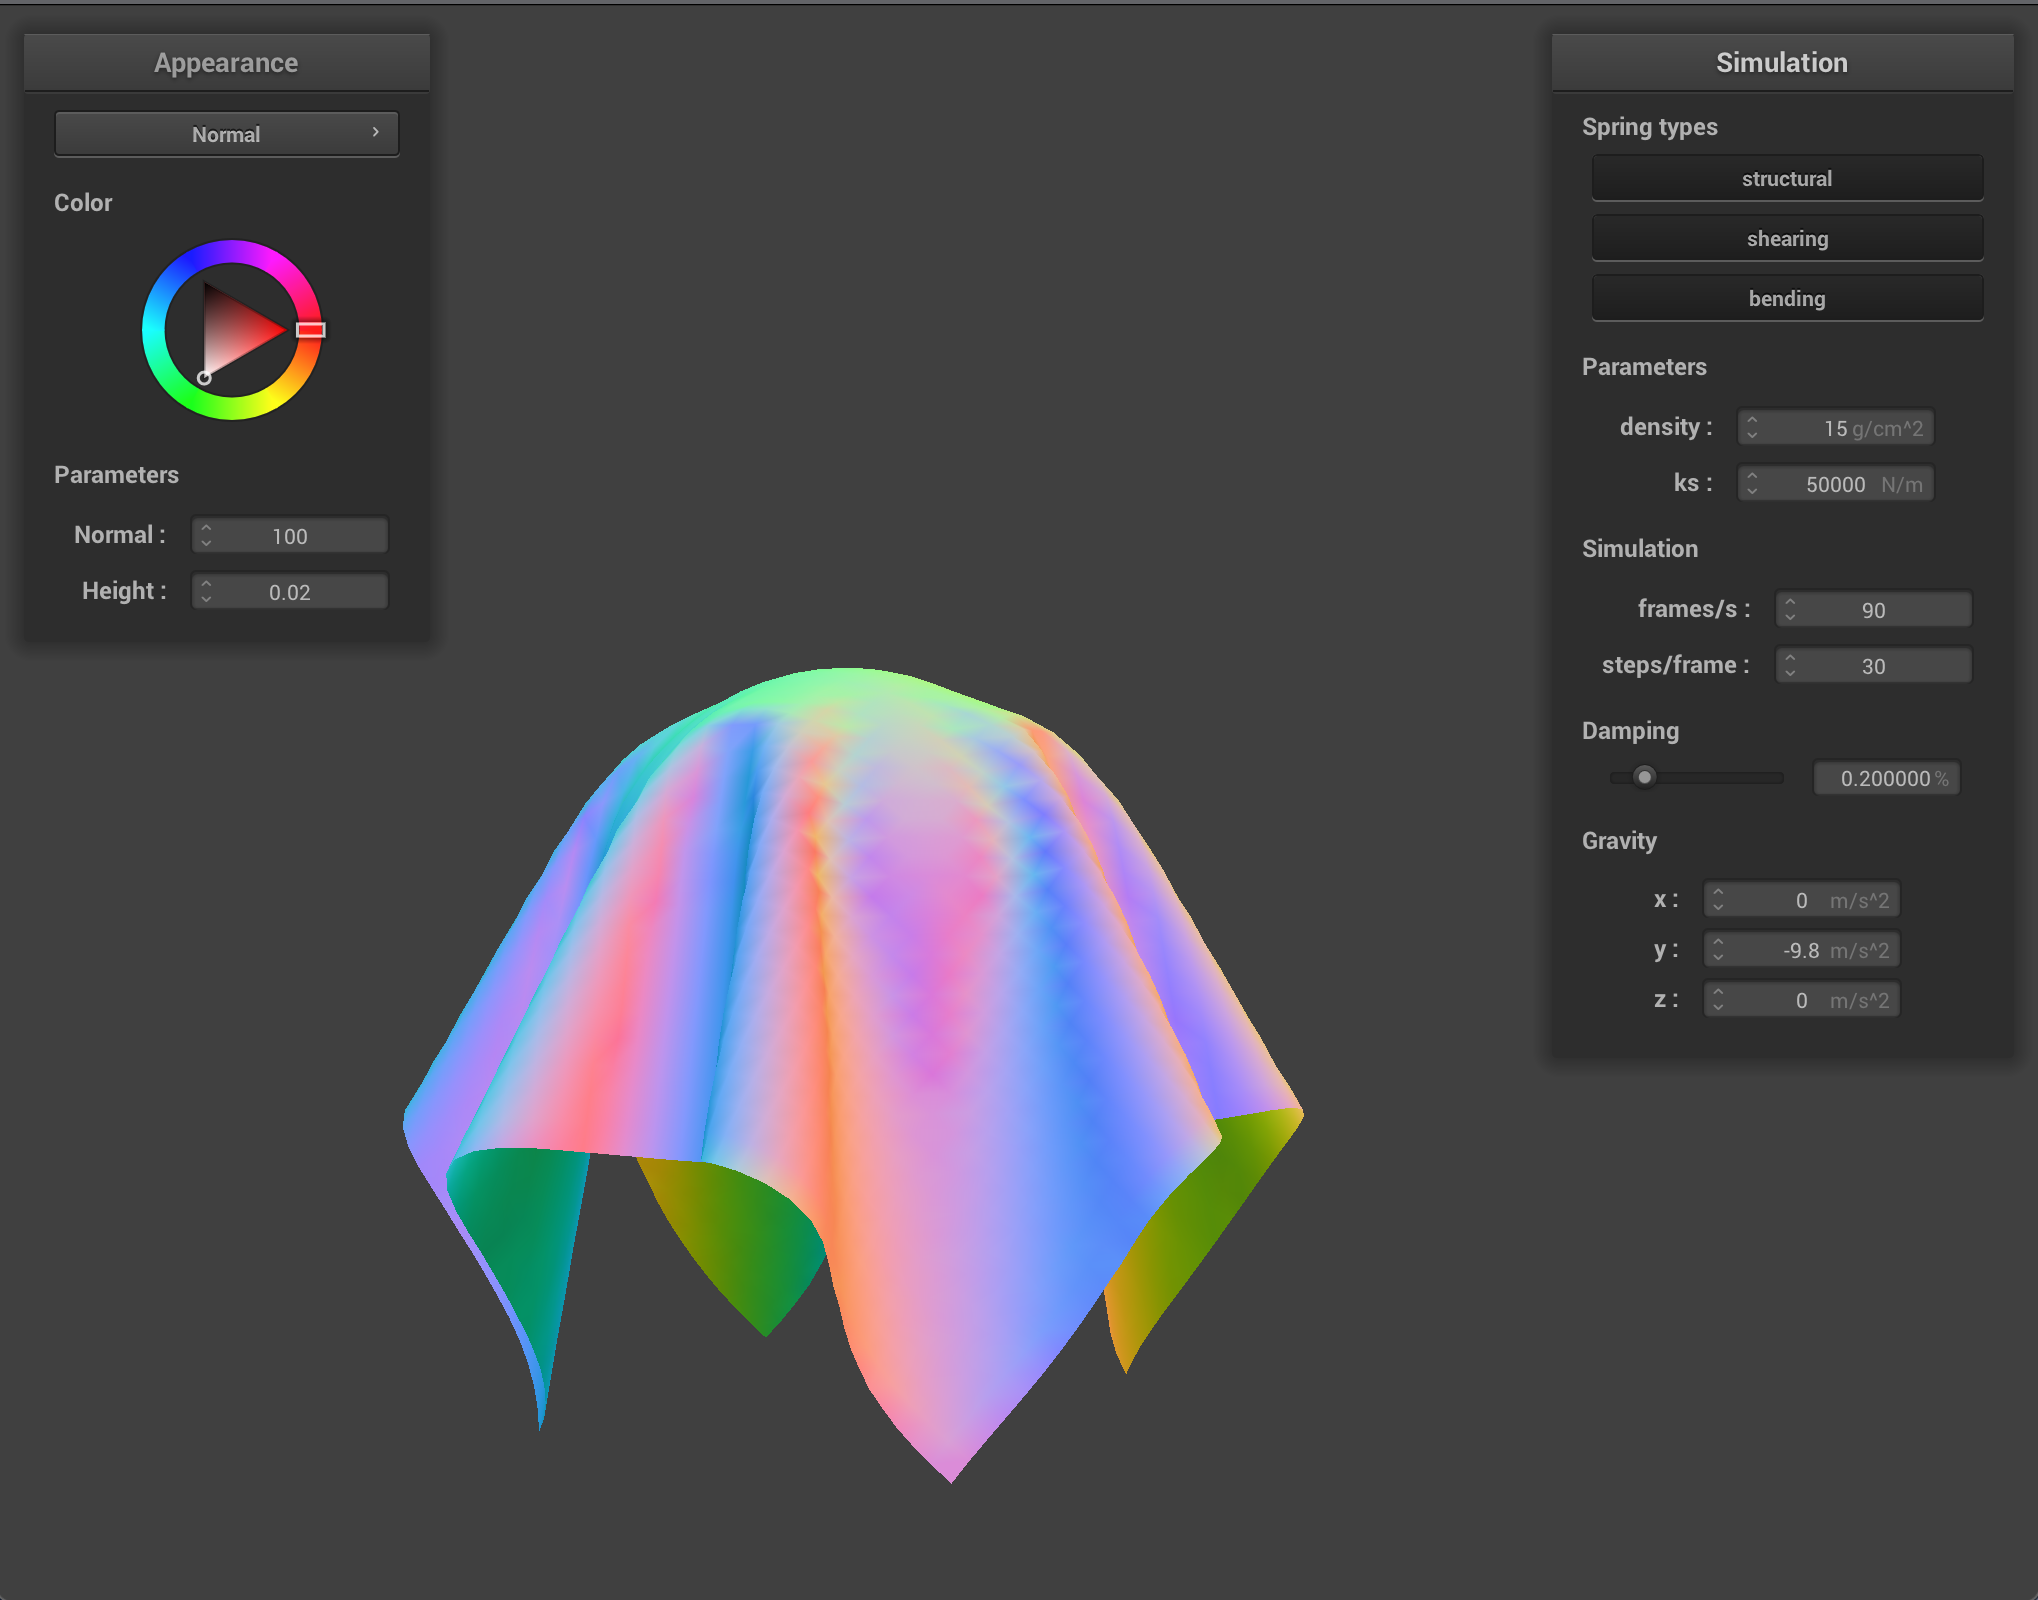 Appearance
Normal
Color
Parameters
Normal : 100
Height : 0.02
Simulation
Spring types
structural
shearing
bending
Parameters
density : 15 g/cm^2
ks : 50000 N/m
Simulation
frames/s : 90
steps/frame : 30
Damping
0.200000 %
Gravity
x : 0 m/s^2
y : -9.8 m/s^2
z : 0 m/s^2